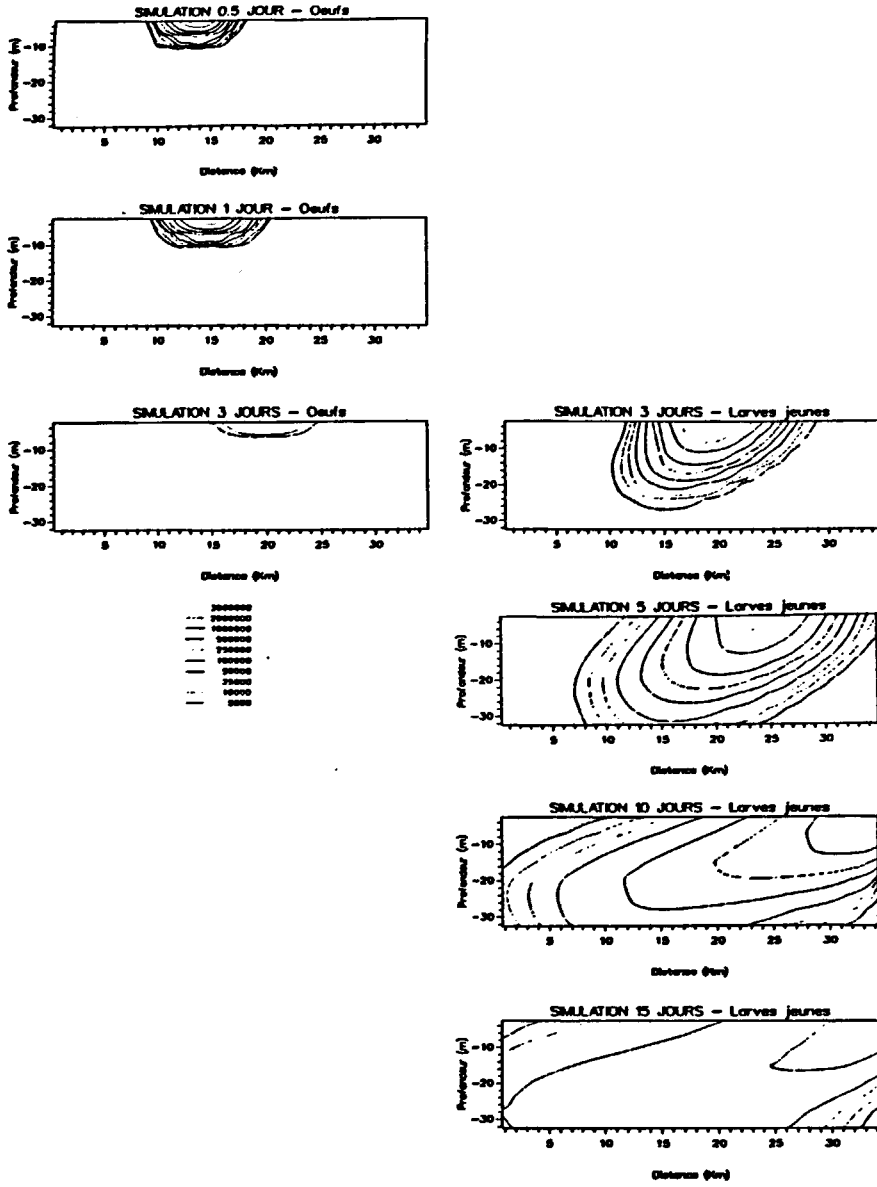 SIMULATION 0.5 JOUR - Oeufs
Profondeur (m)
-10
-20
-30
5 10 15 20 25 30
Distance (Km)
SIMULATION 1 JOUR - Oeufs
Profondeur (m)
-10
-20
-30
5 10 15 20 25 30
Distance (Km)
SIMULATION 3 JOURS - Oeufs
Profondeur (m)
-10
-20
-30
5 10 15 20 25 30
Distance (Km)
SIMULATION 3 JOURS - Larves jeunes
Profondeur (m)
-10
-20
-30
5 10 15 20 25 30
Distance (Km)
1000000
10000
SIMULATION 5 JOURS - Larves jeunes
Profondeur (m)
-10
-20
-30
5 10 15 20 25 30
Distance (Km)
SIMULATION 10 JOURS - Larves jeunes
Profondeur (m)
-10
-20
-30
5 10 15 20 25 30
Distance (Km)
SIMULATION 15 JOURS - Larves jeunes
Profondeur (m)
-10
-20
-30
5 10 15 20 25 30
Distance (Km)